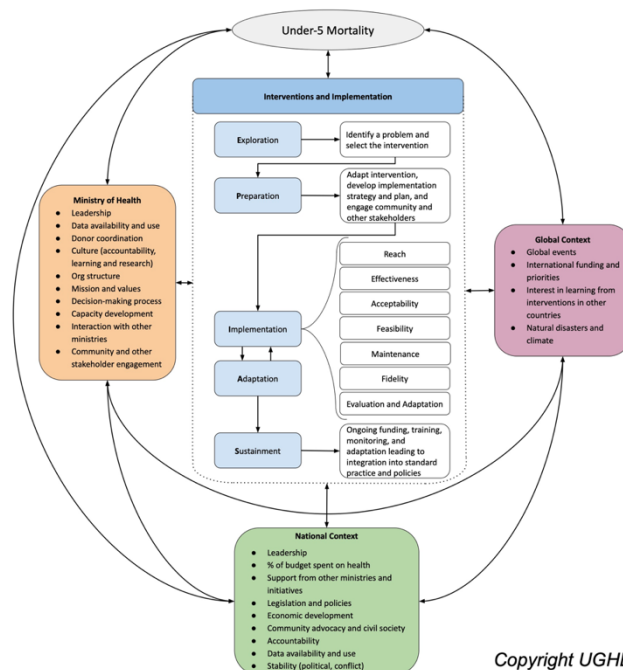 Under-5 Mortality
Interventions and Implementation
Exploration
Identify a problem and
select the intervention
Preparation
Adapt intervention,
develop implementation
strategy and plan, and
engage community and
other stakeholders
Ministry of Health
● Leadership
● Data availability and use
● Donor coordination
● Culture (accountability,
learning and research)
● Org structure
● Mission and values
● Decision-making process
● Capacity development
● Interaction with other
ministries
● Community and other
stakeholder engagement
Global Context
● Global events
● International funding and
priorities
● Interest in learning from
interventions in other
countries
● Natural disasters and
climate
Implementation
Reach
Effectiveness
Acceptability
Feasibility
Maintenance
Fidelity
Evaluation and Adaptation
Adaptation
Sustainment
Ongoing funding, training,
monitoring, and
adaptation leading to
integration into standard
practice and policies
National Context
● Leadership
● % of budget spent on health
● Support from other ministries and
initiatives
● Legislation and policies
● Economic development
● Community advocacy and civil society
● Accountability
● Data availability and use
● Stability (political, conflict)
Copyright